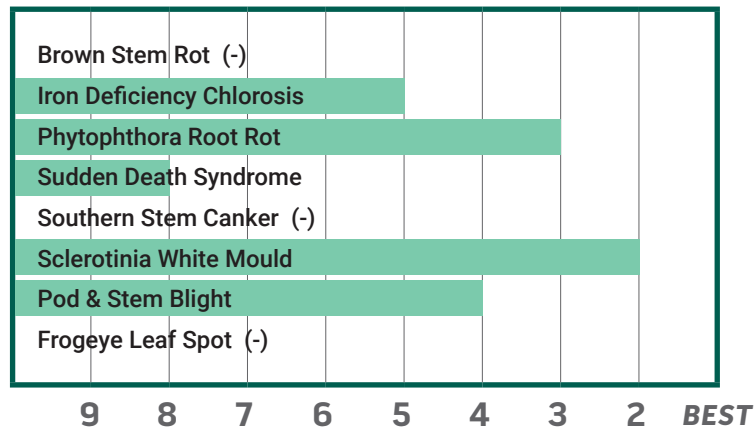 Brown Stem Rot (-)
Iron Deficiency Chlorosis
Phytophthora Root Rot
Sudden Death Syndrome
Southern Stem Canker (-)
Sclerotinia White Mould
Pod & Stem Blight
Frogeye Leaf Spot (-)
9 8 7 6 5 4 3 2 BEST